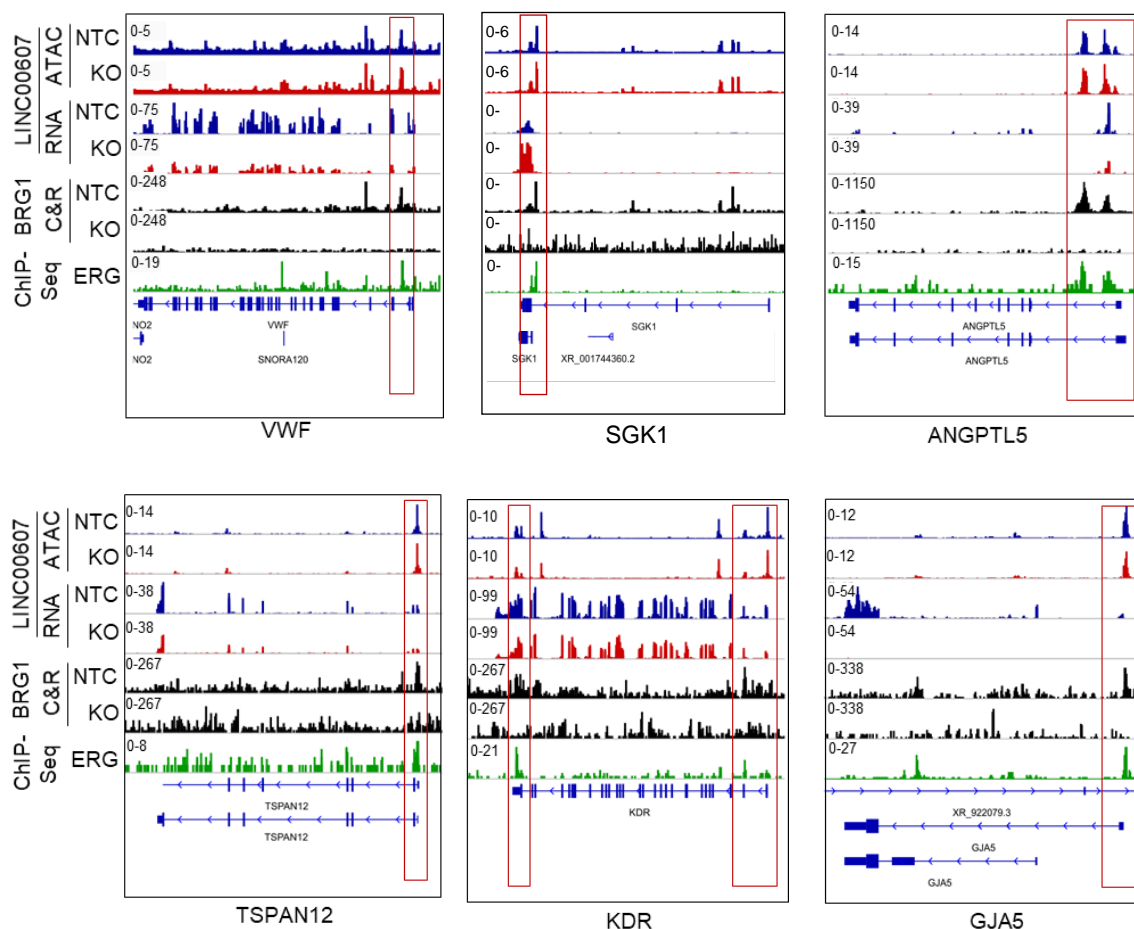 LINC00607
ATAC
RNA
NTC
KO
NTC
KO
BRG1
C&R
NTC
KO
ChIP-
Seq
ERG
0-5
0-5
0-75
0-75
0-248
0-248
0-19
NO2
VWF
NO2
SNORA120
VWF
0-6
0-6
0-
0-
0-
0-
0-
SGK1
SGK1
XR_001744360.2
SGK1
0-14
0-14
0-39
0-39
0-1150
0-1150
0-15
ANGPTL5
ANGPTL5
ANGPTL5
LINC00607
ATAC
RNA
NTC
KO
NTC
KO
BRG1
C&R
NTC
KO
ChIP-
Seq
ERG
0-14
0-14
0-38
0-38
0-267
0-267
0-8
TSPAN12
TSPAN12
TSPAN12
0-10
0-10
0-99
0-99
0-267
0-267
0-21
KDR
KDR
0-12
0-12
0-54
0-54
0-338
0-338
0-27
XR_922079.3
GJA5
GJA5
GJA5